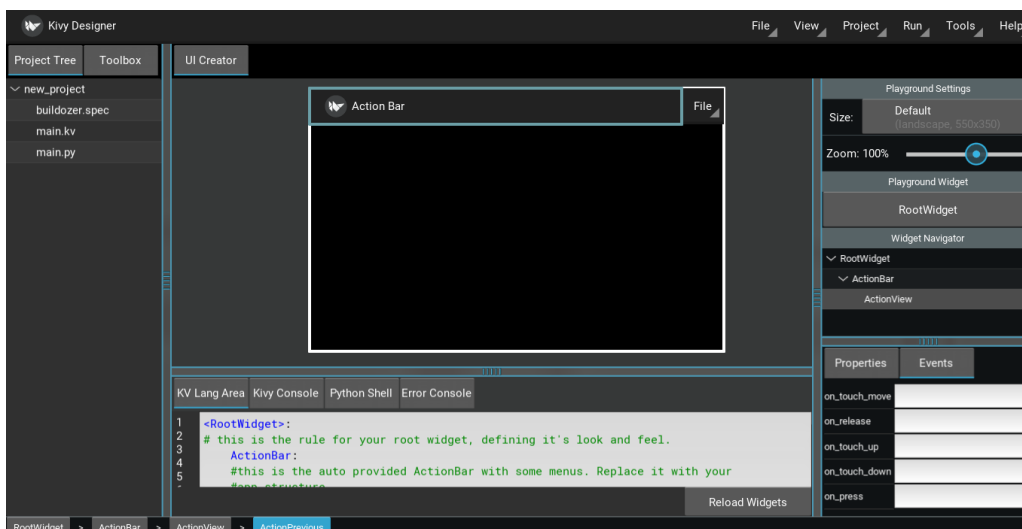 Kivy Designer
File View Project Run Tools Help
Project Tree Toolbox UI Creator
new_project
buildozer.spec
main.kv
main.py
Action Bar File
Playground Settings
Size: Default
(landscape, 550x350)
Zoom: 100%
Playground Widget
RootWidget
Widget Navigator
RootWidget
ActionBar
ActionView
Properties Events
on_touch_move
on_release
on_touch_up
on_touch_down
on_press
KV Lang Area Kivy Console Python Shell Error Console
1 <RootWidget>:
2 # this is the rule for your root widget, defining it's look and feel.
3 ActionBar:
4 #this is the auto provided ActionBar with some menus. Replace it with your
5 #app structure
Reload Widgets
RootWidget > ActionBar > ActionView > ActionPrevious